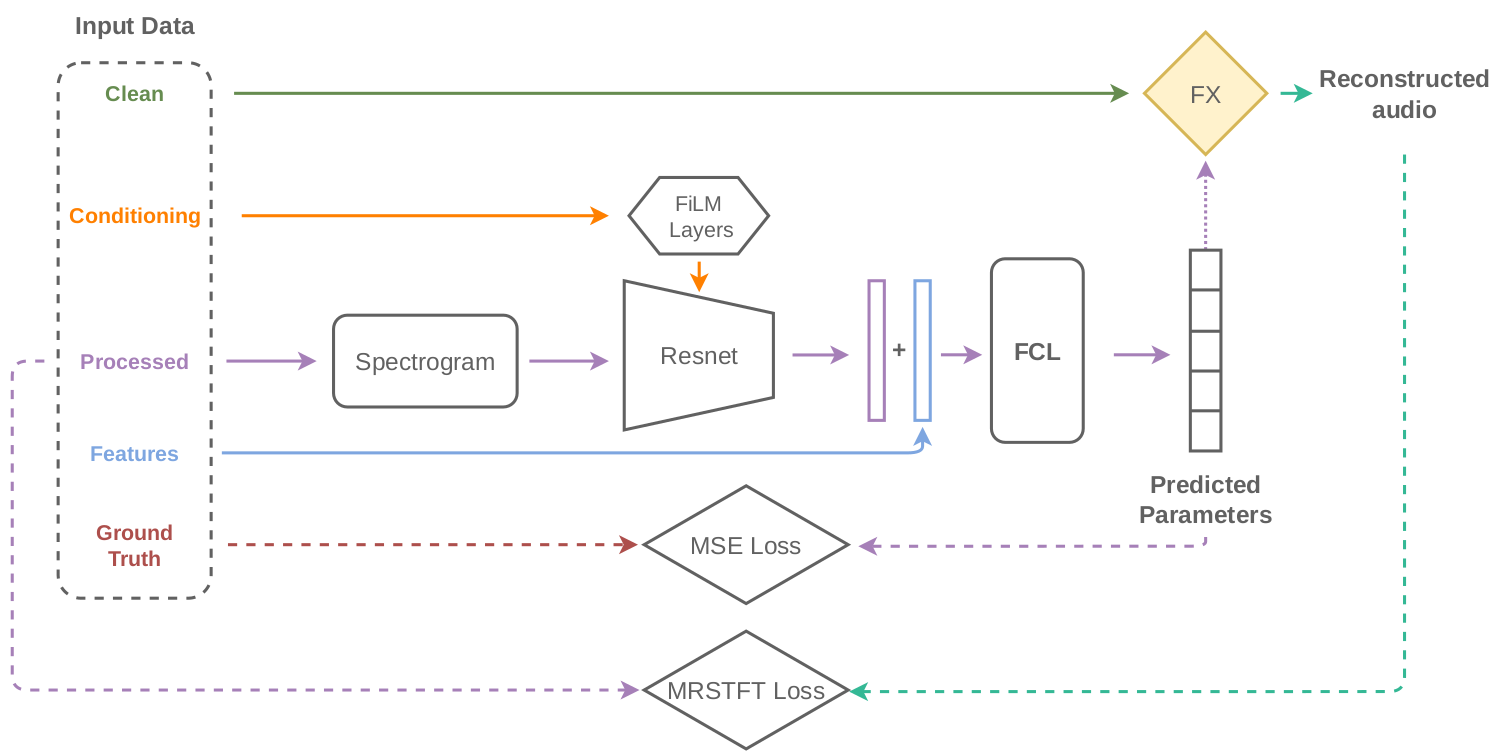 Input Data
Clean
FX
Reconstructed
audio
Conditioning
FiLM
Layers
Processed
Spectrogram
Resnet
+
FCL
Features
Predicted
Parameters
Ground
Truth
MSE Loss
MRSTFT Loss